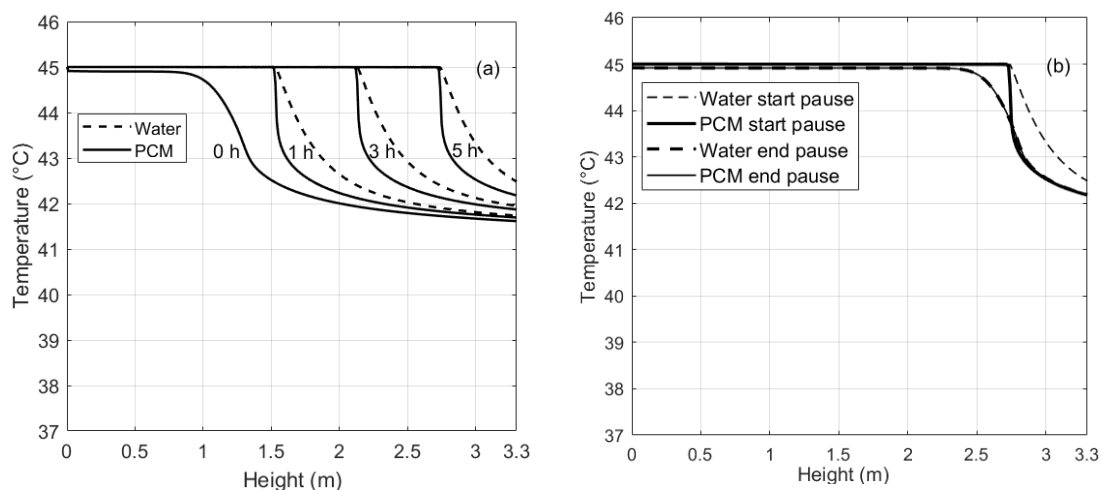 46
45
44
43
42
41
40
39
38
37
Temperature (°C)
(a)
Water
PCM
0 h
1 h
3 h
5 h
0
0.5
1
1.5
2
2.5
3
3.3
Height (m)
46
45
44
43
42
41
40
39
38
37
Temperature (°C)
(b)
Water start pause
PCM start pause
Water end pause
PCM end pause
0
0.5
1
1.5
2
2.5
3
3.3
Height (m)